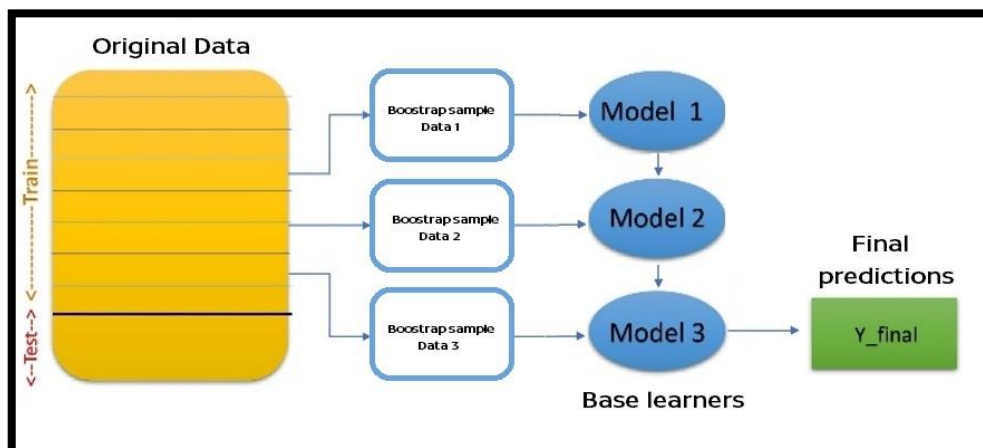 Original Data
<----------Train---------->
<--Test-->
Boostrap sample
Data 1
Boostrap sample
Data 2
Boostrap sample
Data 3
Model 1
Model 2
Model 3
Base learners
Final
predictions
Y_final